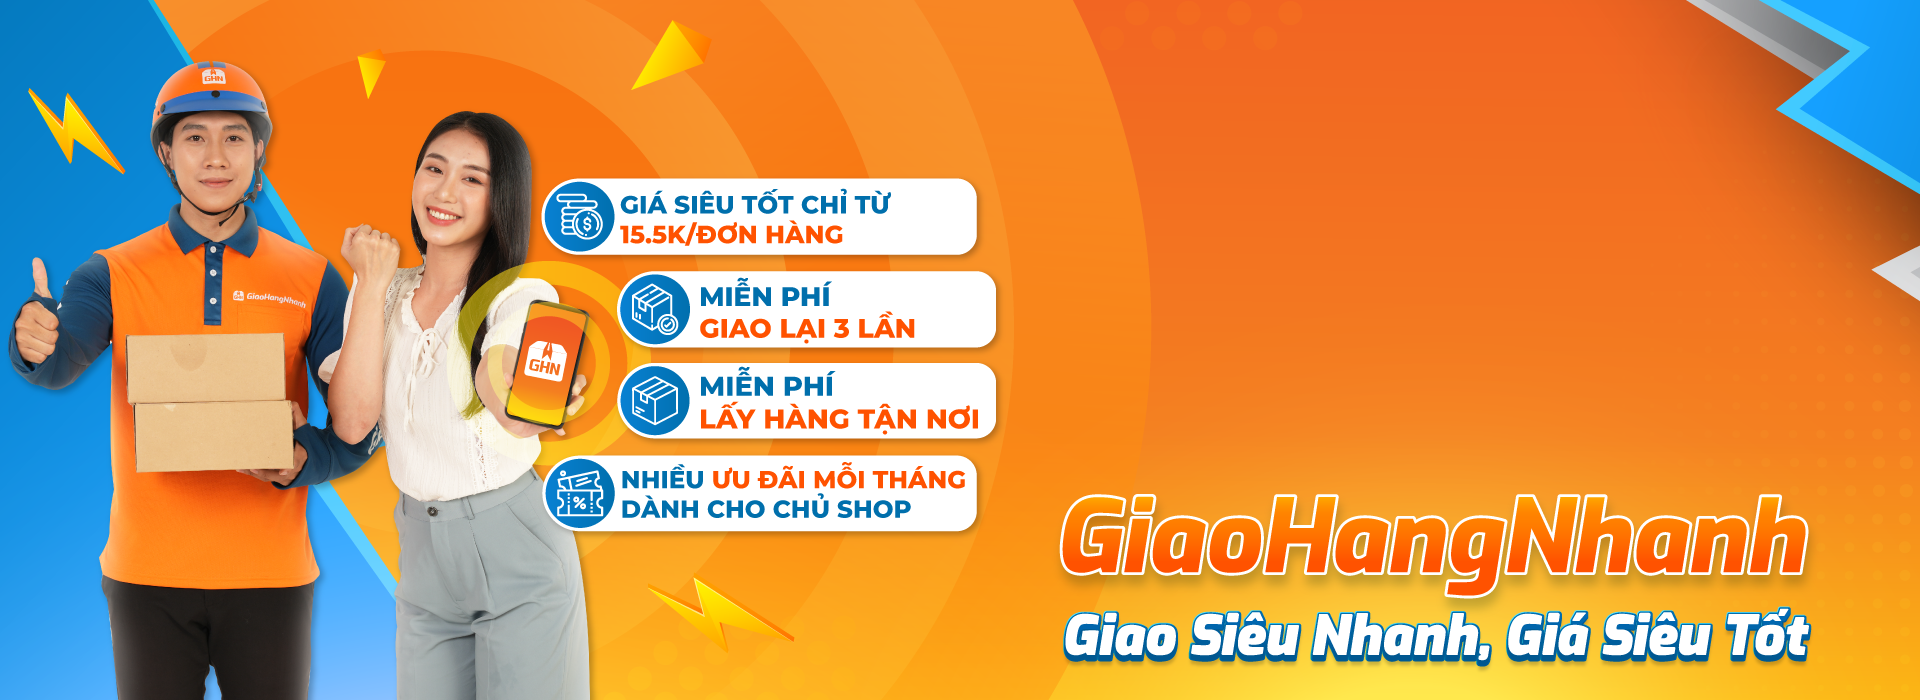 GHN
GiaoHangNhanh
GHN
GIÁ SIÊU TỐT CHỈ TỪ
15.5K/ĐƠN HÀNG
MIỄN PHÍ
GIAO LẠI 3 LẦN
MIỄN PHÍ
LẤY HÀNG TẬN NƠI
NHIỀU ƯU ĐÃI MỖI THÁNG
DÀNH CHO CHỦ SHOP
GiaoHangNhanh
Giao Siêu Nhanh, Giá Siêu Tốt